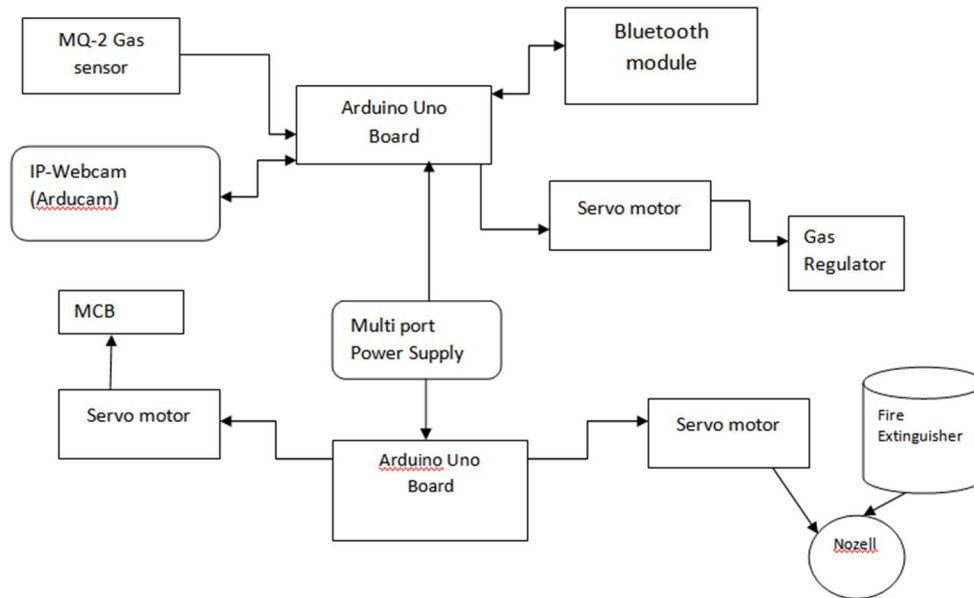 MQ-2 Gas
sensor
Bluetooth
module
Arduino Uno
Board
IP-Webcam
(Arducam)
Servo motor
Gas
Regulator
MCB
Multi port
Power Supply
Servo motor
Servo motor
Fire
Extinguisher
Arduino Uno
Board
Nozell